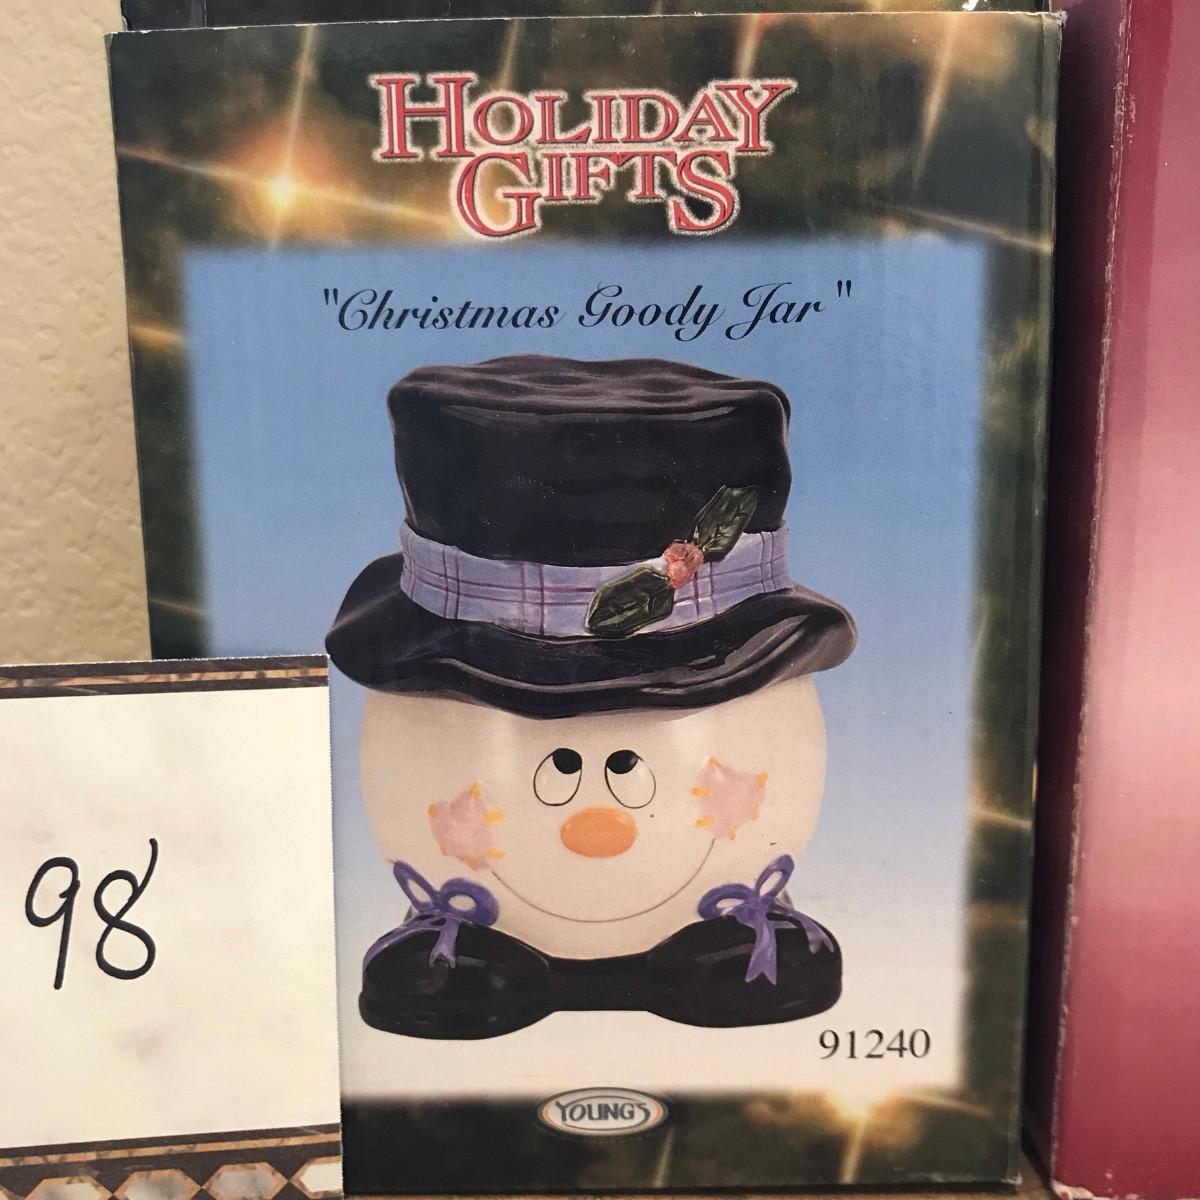 HOLIDAY
GIFTS
"Christmas Goody Jar"
98
91240
YOUNG'S